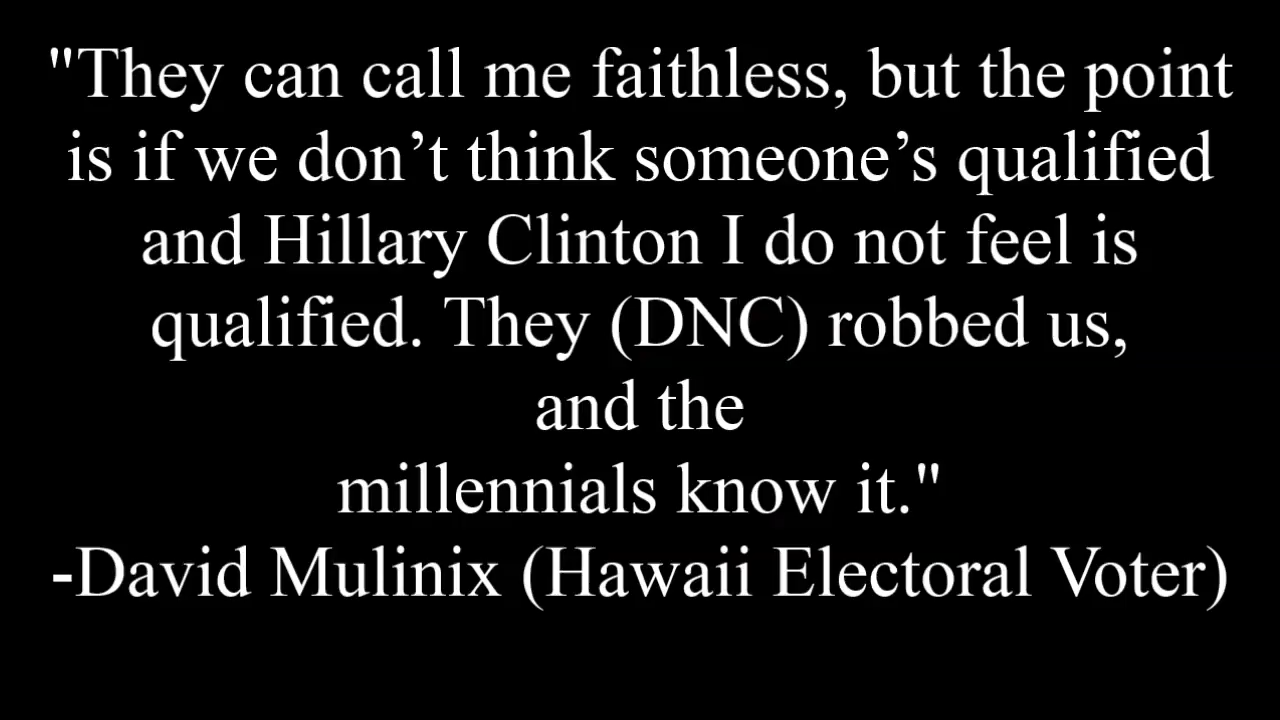 "They can call me faithless, but the point
is if we don’t think someone’s qualified
and Hillary Clinton I do not feel is
qualified. They (DNC) robbed us,
and the
millennials know it."
-David Mulinix (Hawaii Electoral Voter)